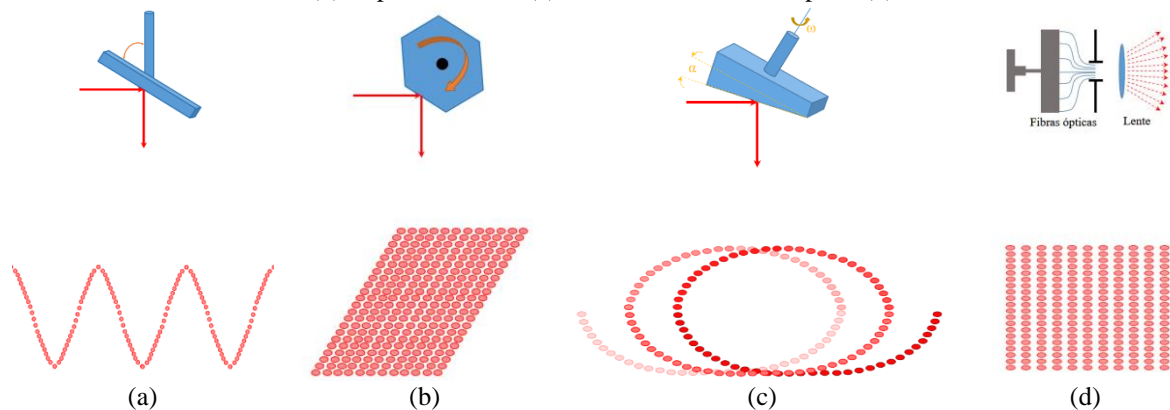 ω
α
Fibras ópticas Lente
(a) (b) (c) (d)